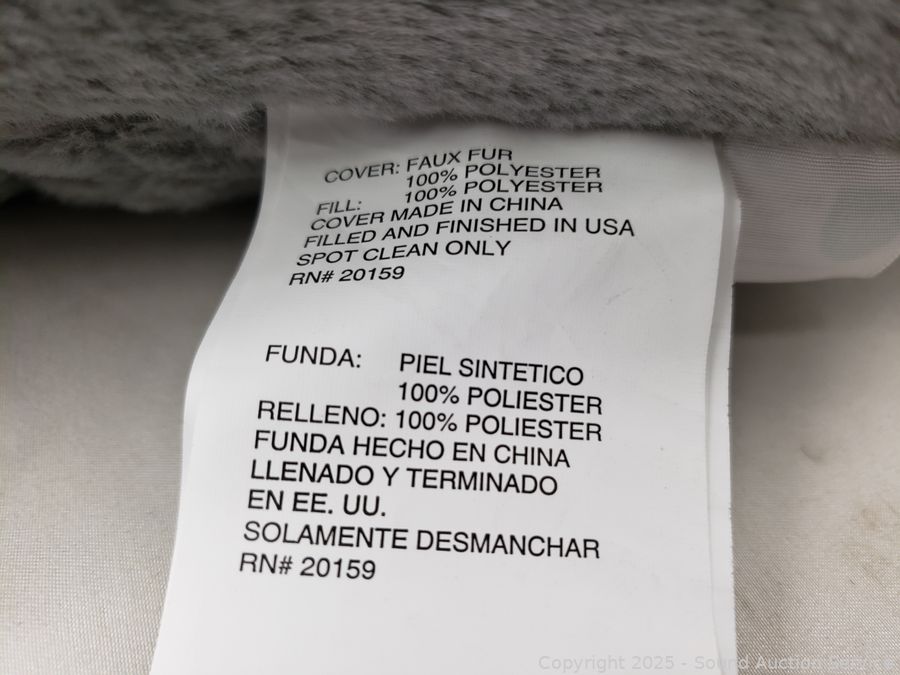 COVER: FAUX FUR
100% POLYESTER
FILL: 100% POLYESTER
COVER MADE IN CHINA
FILLED AND FINISHED IN USA
SPOT CLEAN ONLY
RN# 20159
FUNDA: PIEL SINTETICO
100% POLIESTER
RELLENO: 100% POLIESTER
FUNDA HECHO EN CHINA
LLENADO Y TERMINADO
EN EE. UU.
SOLAMENTE DESMANCHAR
RN# 20159
Copyright 2025 - Sound Auction Service